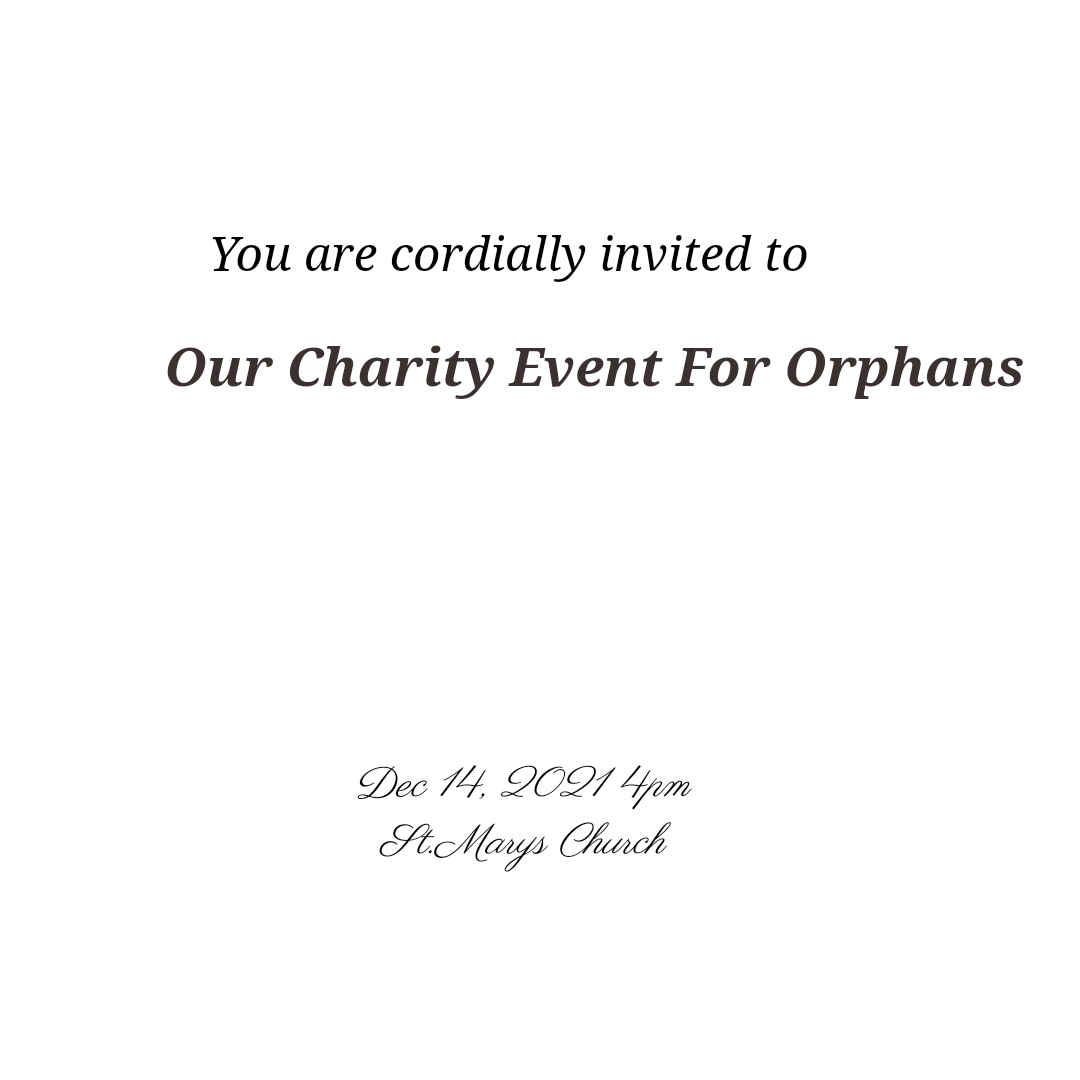 You are cordially invited to
Our Charity Event For Orphans
Dec 14, 2021 4pm
St.Marys Church